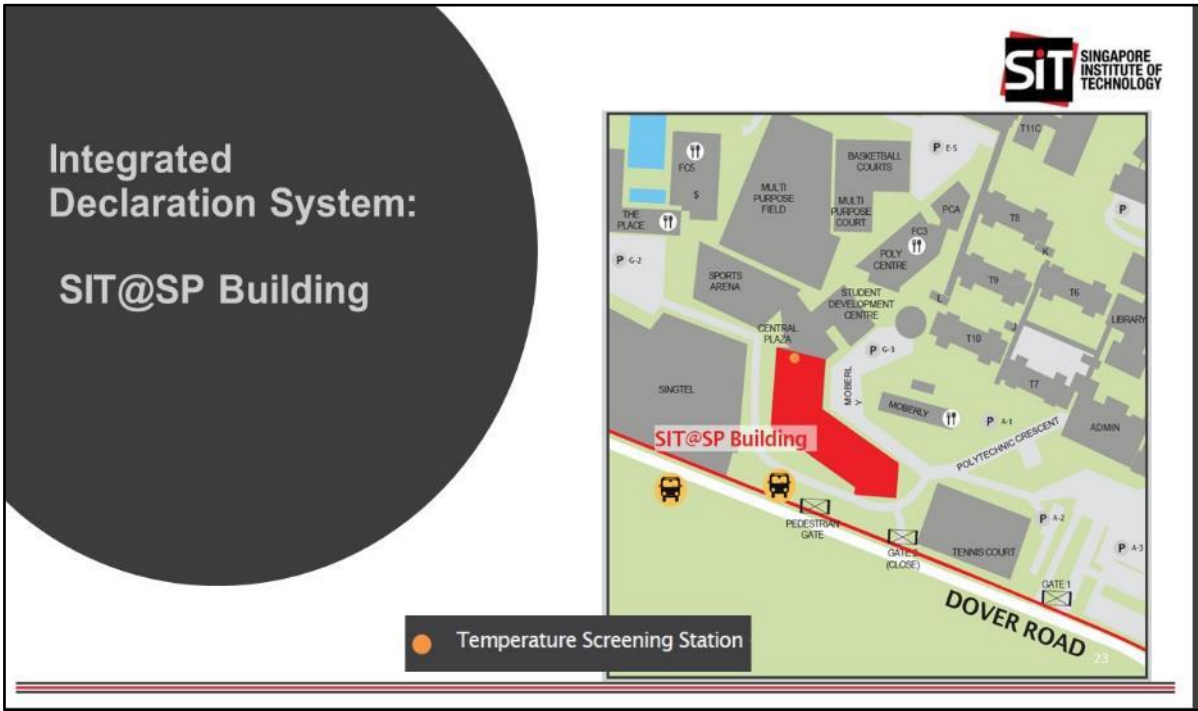 Integrated
Declaration System:
SIT@SP Building
SiT
SINGAPORE
INSTITUTE OF
TECHNOLOGY
T11C
P E-5
BASKETBALL
COURTS
FC5
S
MULTI
PURPOSE
FIELD
MULTI
PURPOSE
COURT
PCA
T8
P
THE
PLACE
FC3
POLY
CENTRE
K
P G-2
SPORTS
ARENA
T9
T6
STUDENT
DEVELOPMENT
CENTRE
L
LIBRARY
CENTRAL
PLAZA
J
T10
P G-3
SINGTEL
MOBERL
Y
T7
MOBERLY
P A-1
ADMIN
POLYTECHNIC CRESCENT
SIT@SP Building
PEDESTRIAN
GATE
P A-2
GATE 2
(CLOSE)
TENNIS COURT
P A-3
GATE 1
DOVER ROAD
Temperature Screening Station
23